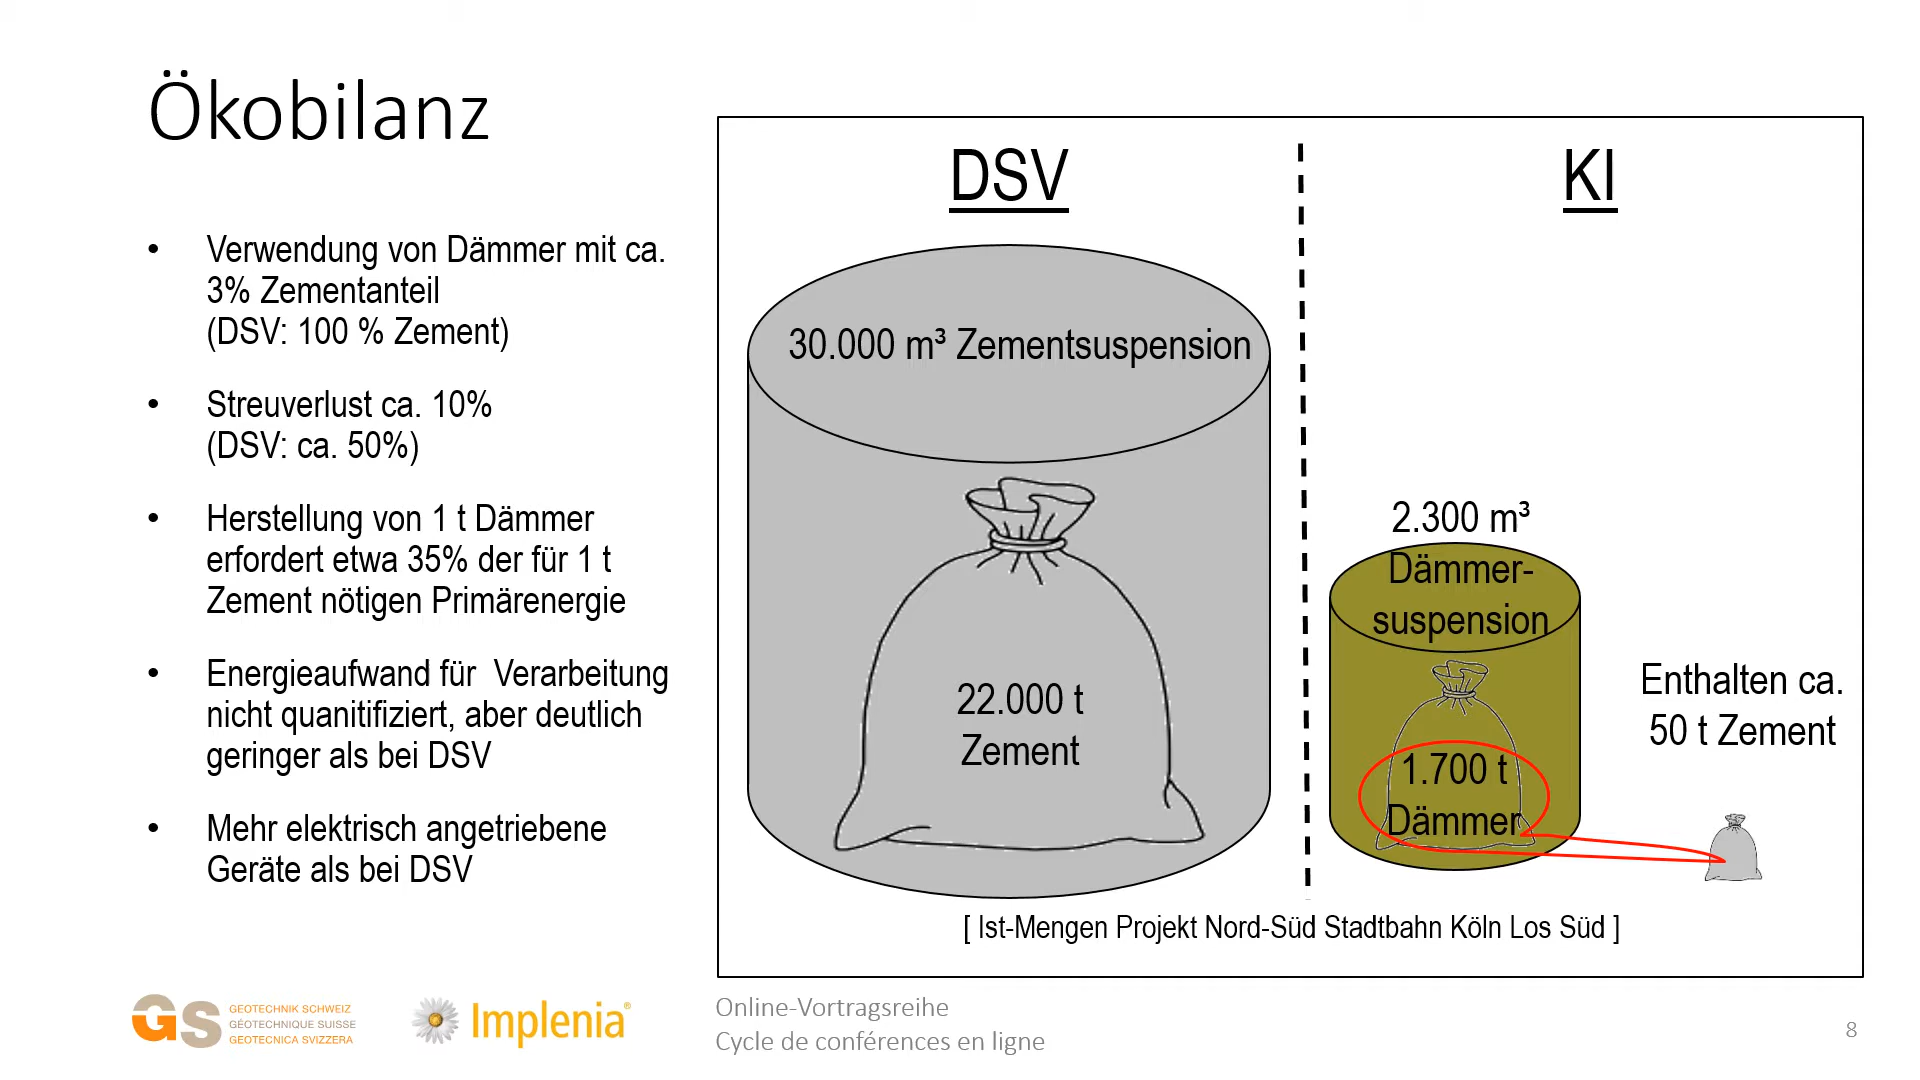 Ökobilanz
• Verwendung von Dämmer mit ca.
3% Zementanteil
(DSV: 100 % Zement)
• Streuverlust ca. 10%
(DSV: ca. 50%)
• Herstellung von 1 t Dämmer
erfordert etwa 35% der für 1 t
Zement nötigen Primärenergie
• Energieaufwand für  Verarbeitung
nicht quanitifiziert, aber deutlich
geringer als bei DSV
• Mehr elektrisch angetriebene
Geräte als bei DSV
DSV
30.000 m³ Zementsuspension
22.000 t
Zement
KI
2.300 m³
Dämmer-
suspension
1.700 t
Dämmer
Enthalten ca.
50 t Zement
[ Ist-Mengen Projekt Nord-Süd Stadtbahn Köln Los Süd ]
GS
GEOTECHNIK SCHWEIZ
GÉOTECHNIQUE SUISSE
GEOTECNICA SVIZZERA
Implenia®
Online-Vortragsreihe
Cycle de conférences en ligne
8